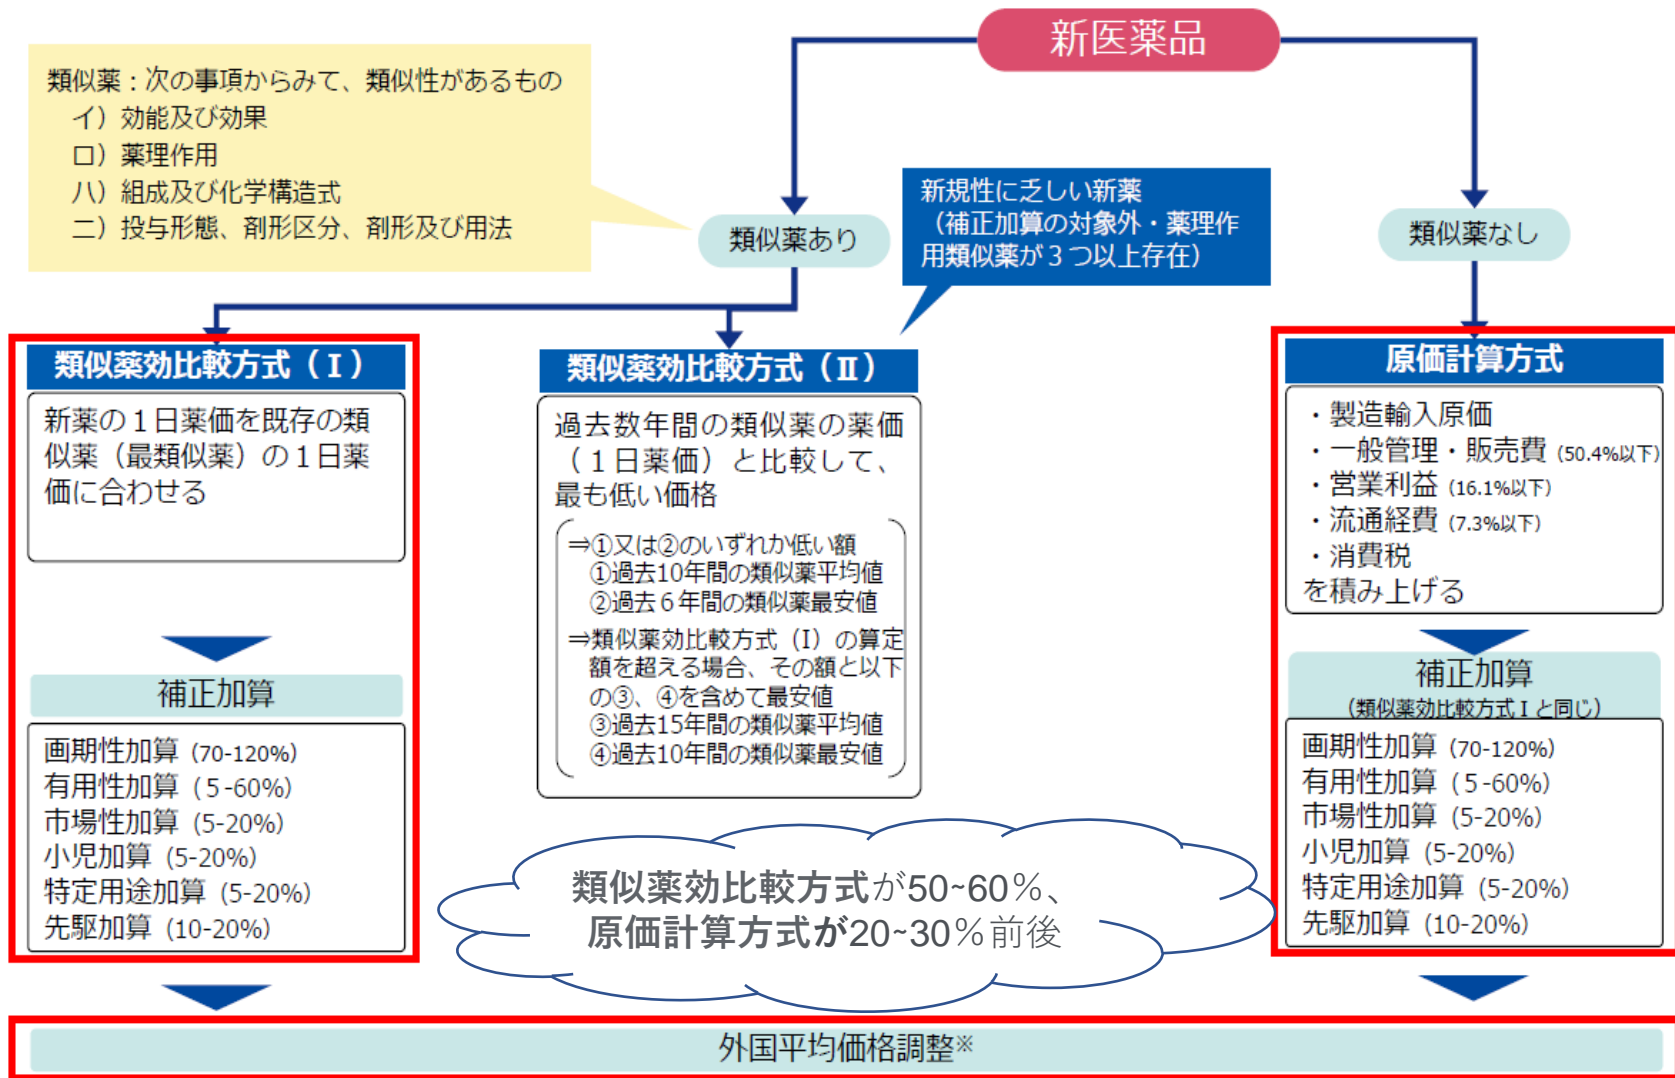 新医薬品
類似薬：次の事項からみて、類似性があるもの
イ）効能及び効果
ロ）薬理作用
ハ）組成及び化学構造式
二）投与形態、剤形区分、剤形及び用法
類似薬あり
新規性に乏しい新薬
（補正加算の対象外・薬理作
用類似薬が３つ以上存在）
類似薬なし
類似薬効比較方式（Ⅰ）
新薬の１日薬価を既存の類
似薬（最類似薬）の１日薬
価に合わせる
補正加算
画期性加算 (70-120%)
有用性加算 (５-60%)
市場性加算 (5-20%)
小児加算 (5-20%)
特定用途加算 (5-20%)
先駆加算 (10-20%)
類似薬効比較方式（Ⅱ）
過去数年間の類似薬の薬価
（１日薬価）と比較して、
最も低い価格
⇒①又は②のいずれか低い額
①過去10年間の類似薬平均値
②過去６年間の類似薬最安値
⇒類似薬効比較方式（Ⅰ）の算定
額を超える場合、その額と以下
の③、④を含めて最安値
③過去15年間の類似薬平均値
④過去10年間の類似薬最安値
類似薬効比較方式が50~60％、
原価計算方式が20~30％前後
原価計算方式
・製造輸入原価
・一般管理・販売費 (50.4%以下)
・営業利益 (16.1%以下)
・流通経費 (7.3%以下)
・消費税
を積み上げる
補正加算
（類似薬効比較方式Ⅰと同じ）
画期性加算 (70-120%)
有用性加算 (５-60%)
市場性加算 (5-20%)
小児加算 (5-20%)
特定用途加算 (5-20%)
先駆加算 (10-20%)
外国平均価格調整※